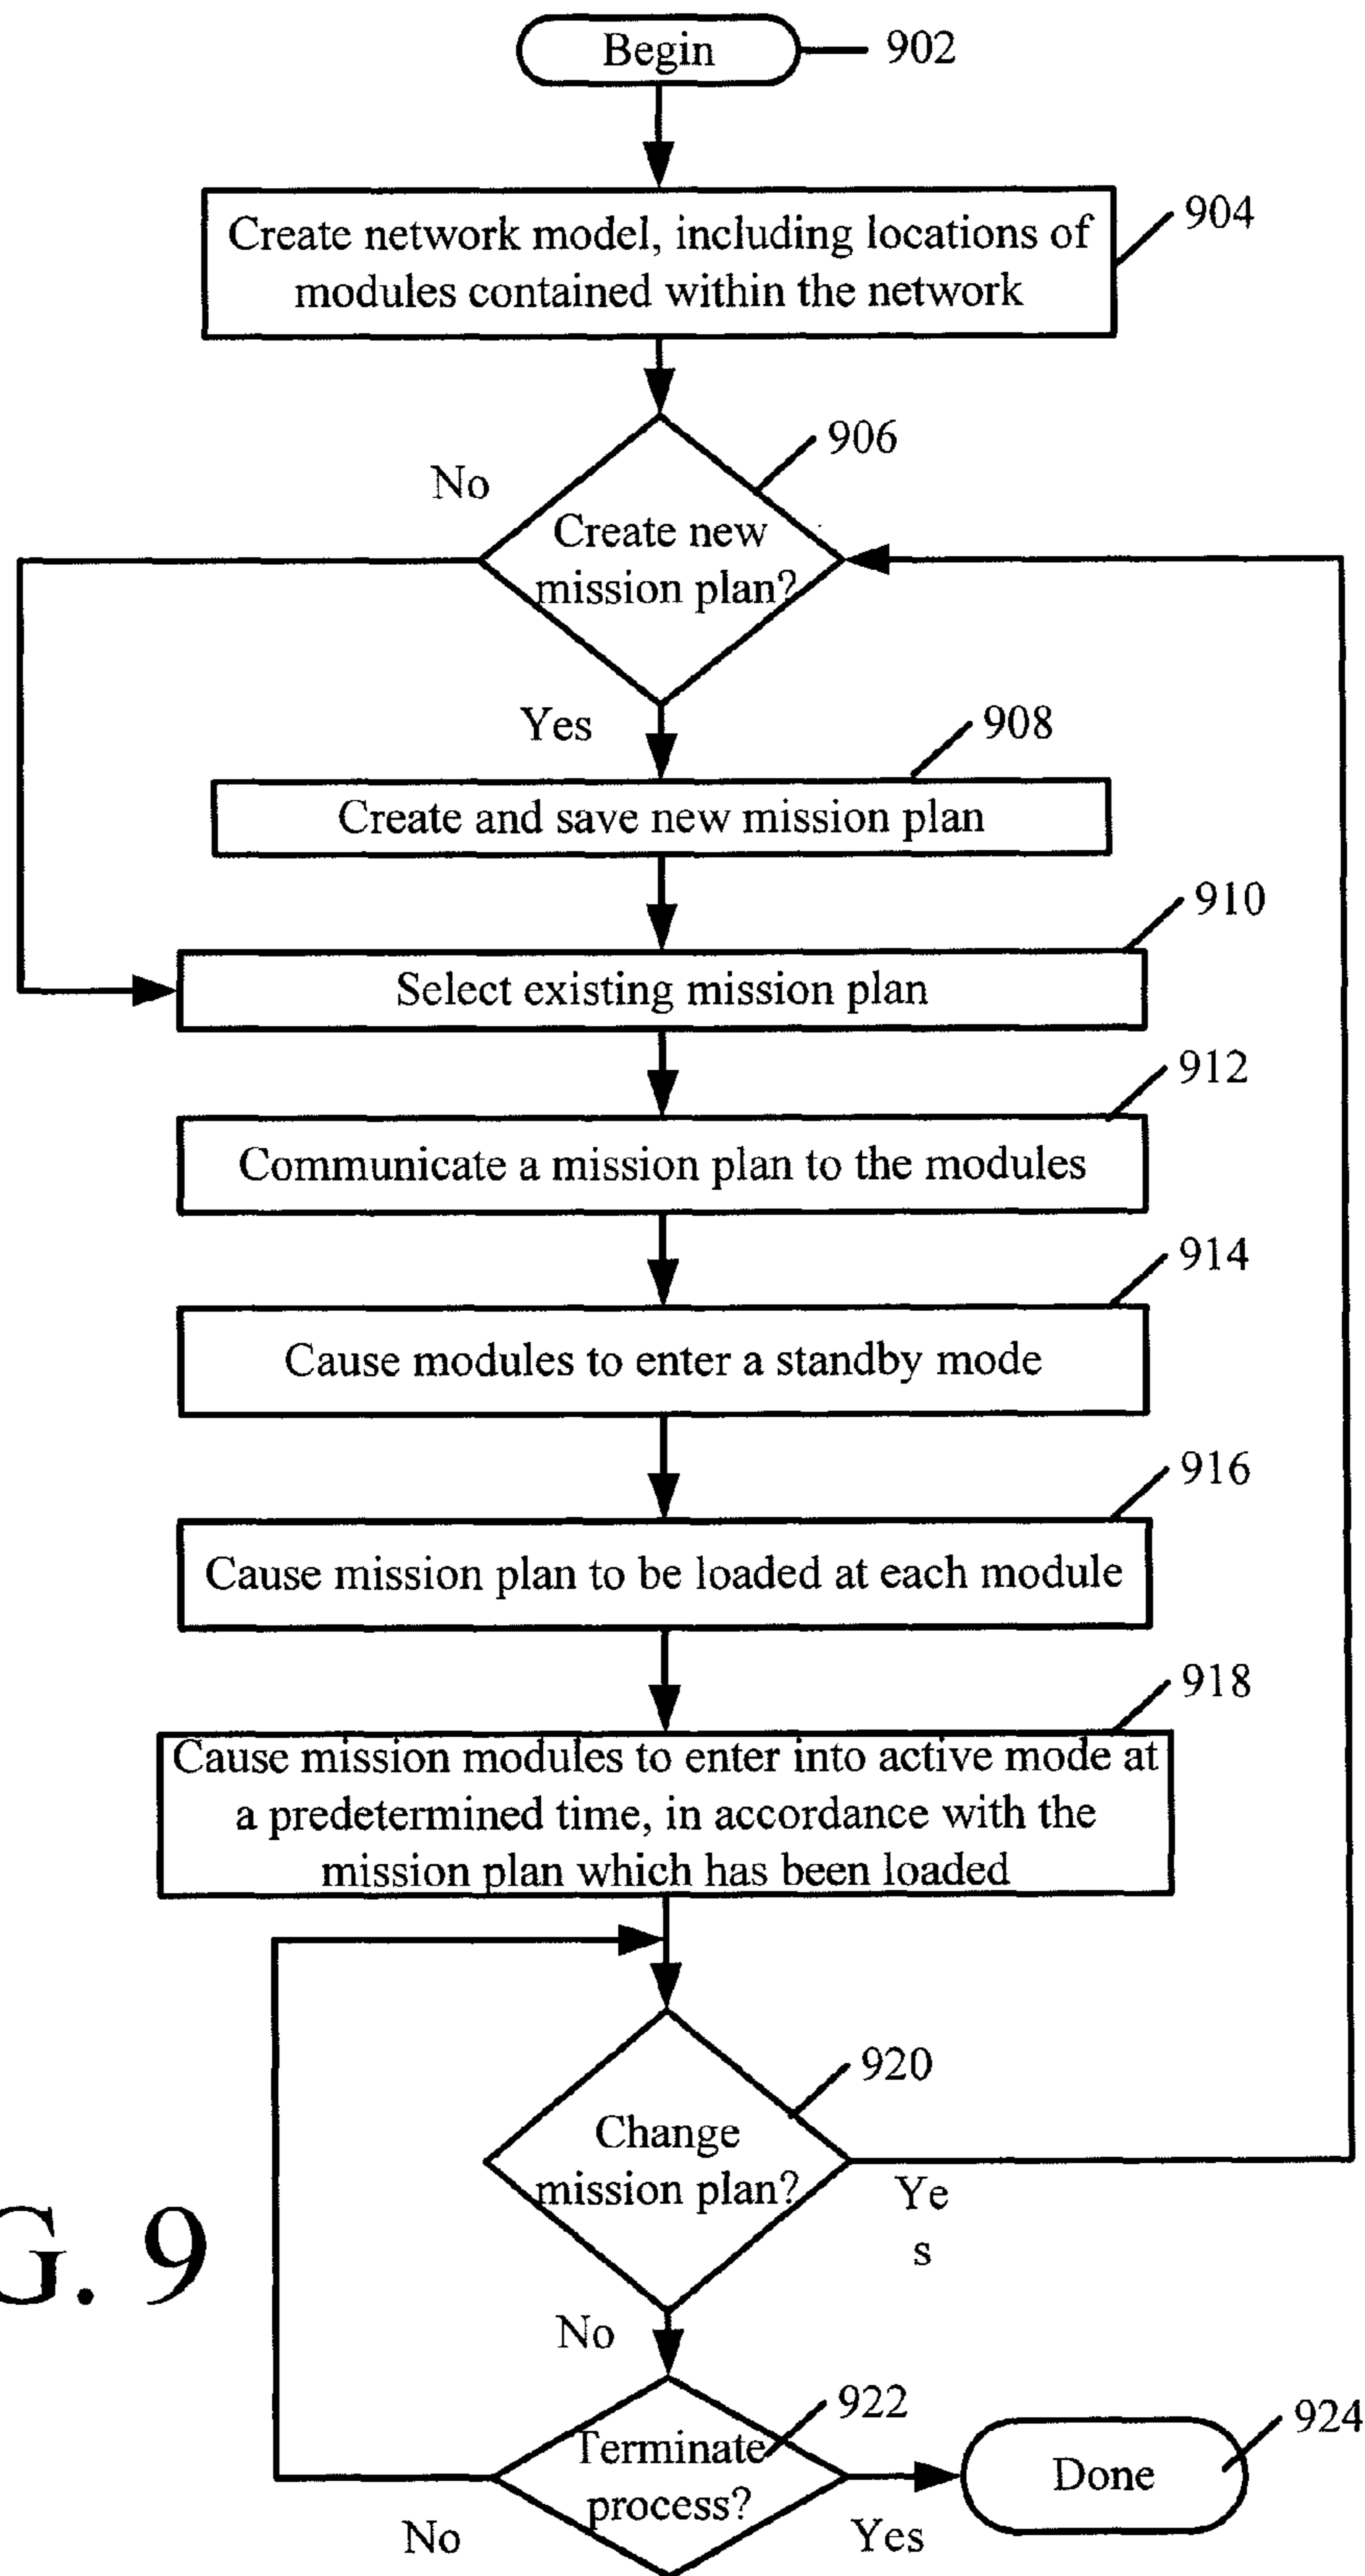 Begin
902
Create network model, including locations of
modules contained within the network
904
906
No
Create new
mission plan?
Yes
908
Create and save new mission plan
910
Select existing mission plan
912
Communicate a mission plan to the modules
914
Cause modules to enter a standby mode
916
Cause mission plan to be loaded at each module
918
Cause mission modules to enter into active mode at
a predetermined time, in accordance with the
mission plan which has been loaded
920
Change
mission plan?
Ye
s
G. 9
No
922
Terminate
process?
924
Done
No
Yes